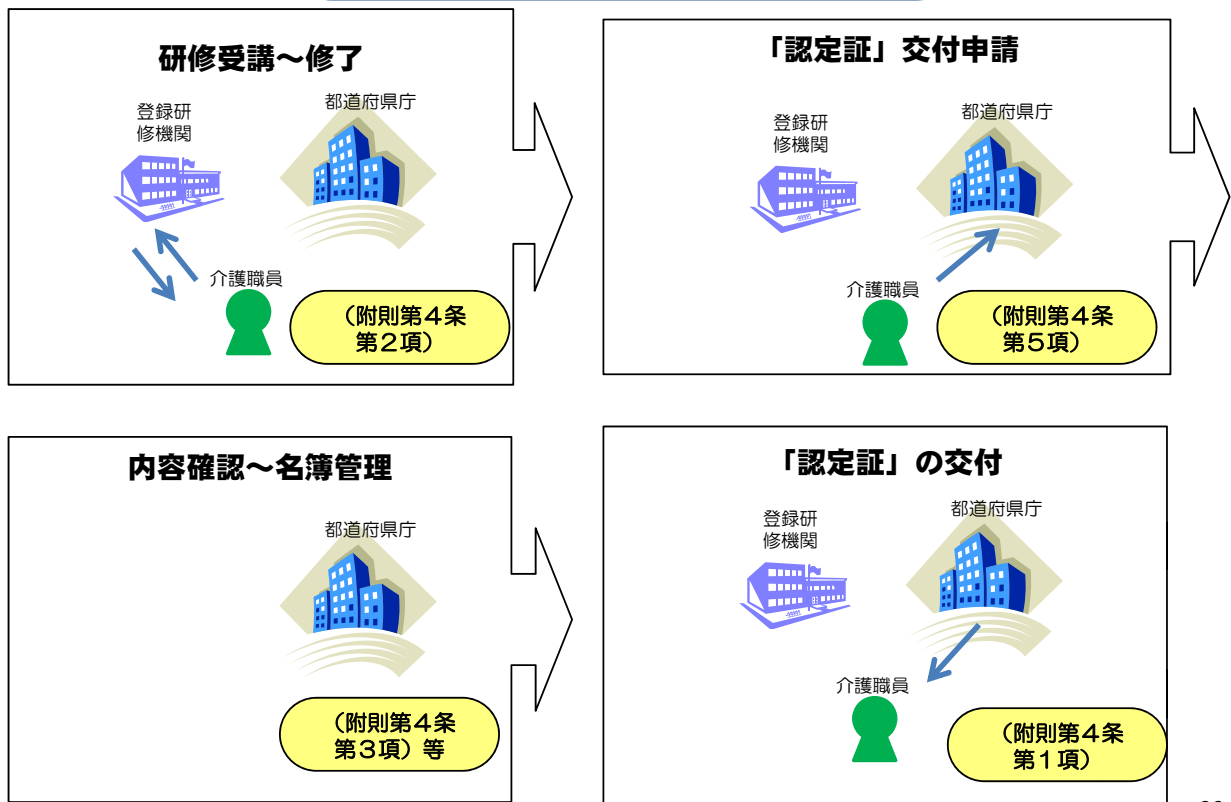 研修受講～修了
都道府県庁
登録研
修機関
介護職員
（附則第４条
第２項）
「認定証」交付申請
都道府県庁
登録研
修機関
介護職員
（附則第４条
第５項）
内容確認～名簿管理
都道府県庁
（附則第４条
第３項）等
「認定証」の交付
都道府県庁
登録研
修機関
介護職員
（附則第４条
第１項）